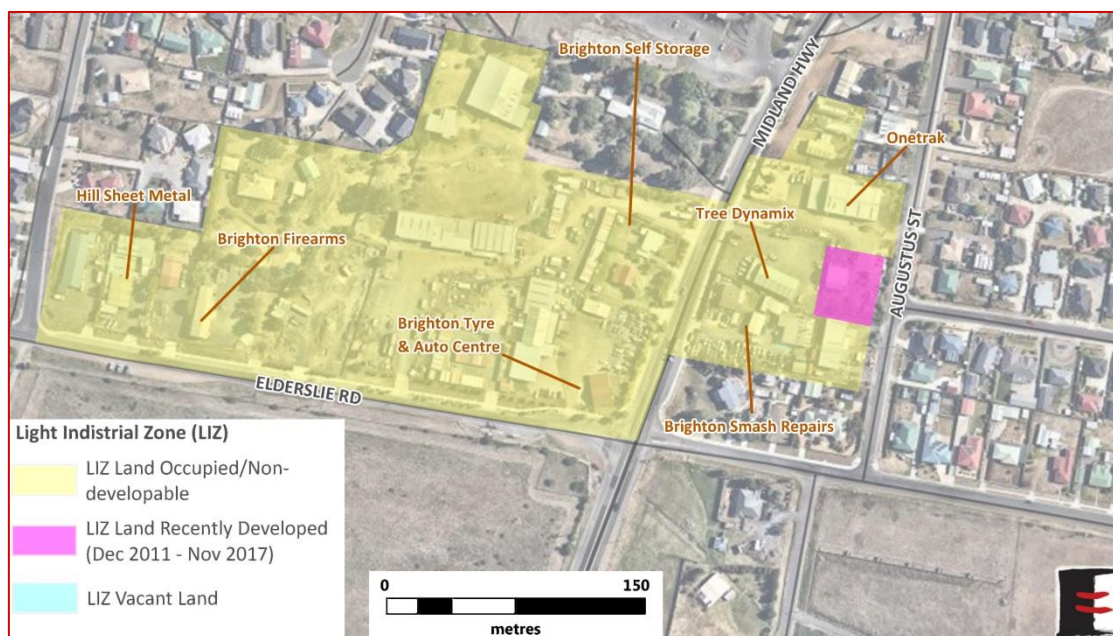 Brighton Self Storage
MIDLAND HWY
Onetrak
Hill Sheet Metal
Tree Dynamix
Brighton Firearms
AUGUSTUS ST
Brighton Tyre
& Auto Centre
ELDERSLIE RD
Brighton Smash Repairs
Light Indistrial Zone (LIZ)
LIZ Land Occupied/Non-
developable
LIZ Land Recently Developed
(Dec 2011 - Nov 2017)
LIZ Vacant Land
0
150
metres